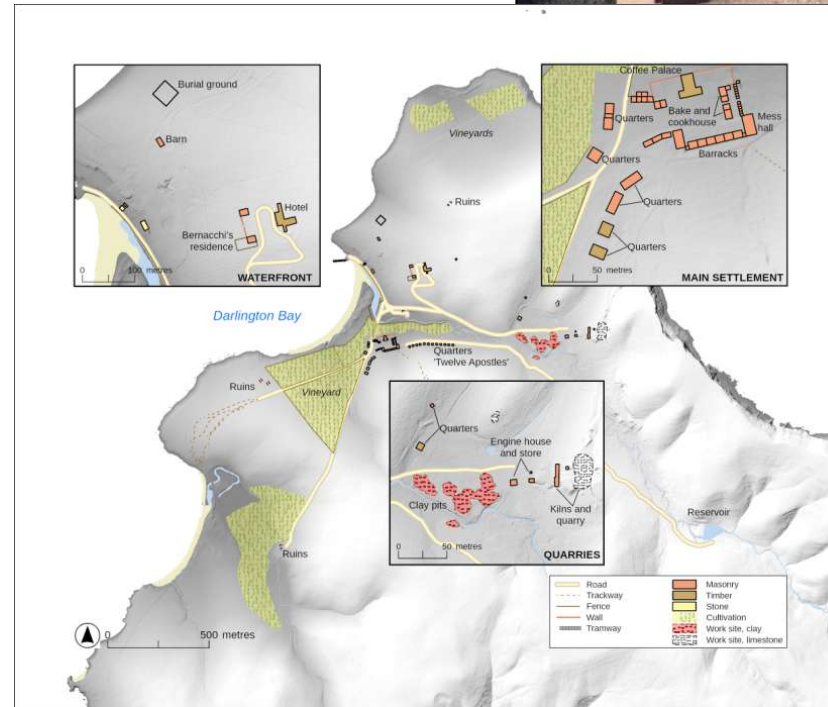 Burial ground
Barn
Hotel
Bernacchi's
residence
0 100 metres
WATERFRONT
Vineyards
Ruins
Coffee Palace
Bake and
cookhouse
Mess
hall
Quarters
Barracks
Quarters
Quarters
Quarters
0 50 metres
MAIN SETTLEMENT
Darlington Bay
Quarters
'Twelve Apostles'
Ruins
Vineyard
Ruins
Quarters
Engine house
and store
Clay pits
Kilns and
quarry
0 50 metres
QUARRIES
Reservoir
0 500 metres
Road
Trackway
Fence
Wall
Tramway
Masonry
Timber
Stone
Cultivation
Work site, clay
Work site, limestone